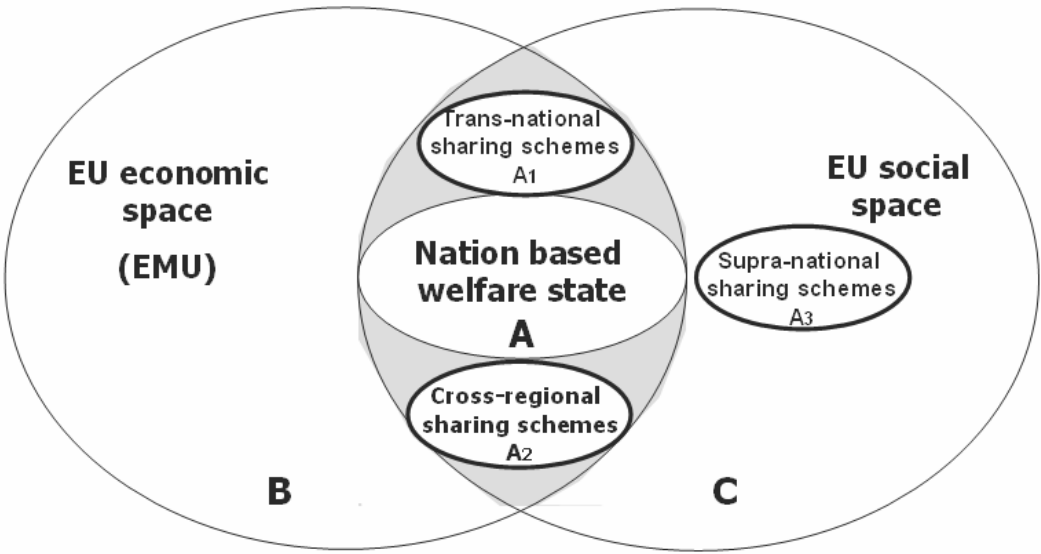 Trans-national
sharing schemes
A1
EU economic
space
(EMU)
EU social
space
Nation based
welfare state
A
Supra-national
sharing schemes
A3
Cross-regional
sharing schemes
A2
B
C